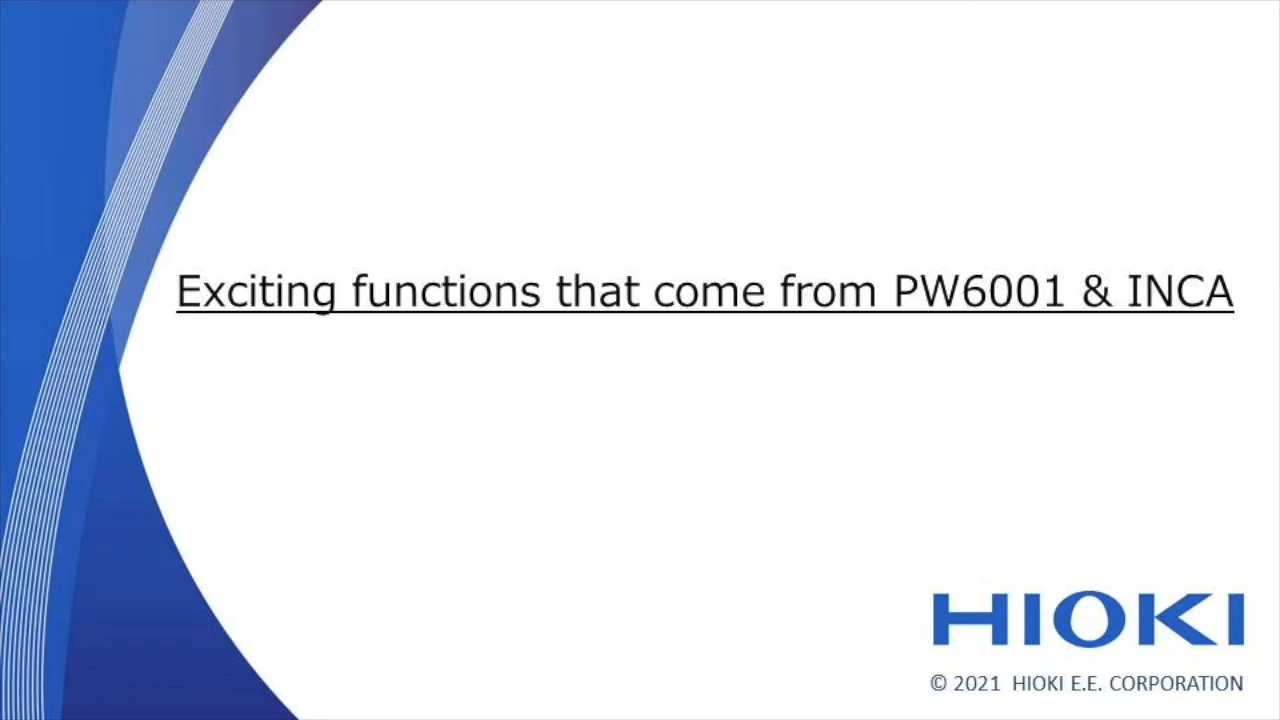 Exciting functions that come from PW6001 & INCA
HIOKI
© 2021 HIOKI E.E. CORPORATION